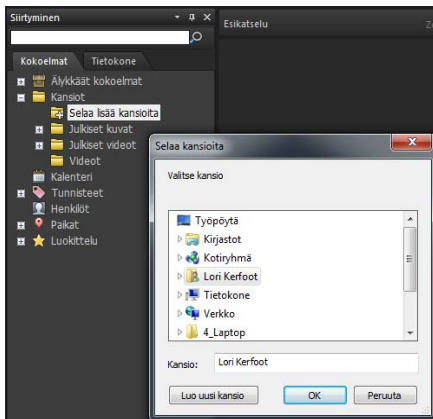 Siirtyminen
Esikatselu
Kokoelmat
Tietokone
Älykkäät kokoelmat
Kansiot
Selaa lisää kansioita
Julkiset kuvat
Julkiset videot
Videot
Kalenteri
Tunnisteet
Henkilöt
Paikat
Luokittelu
Selaa kansioita
Valitse kansio
Työpöytä
Kirjastot
Kotiryhmä
Lori Kerfoot
Tietokone
Verkko
4_Laptop
Kansio: Lori Kerfoot
Luo uusi kansio OK Peruuta